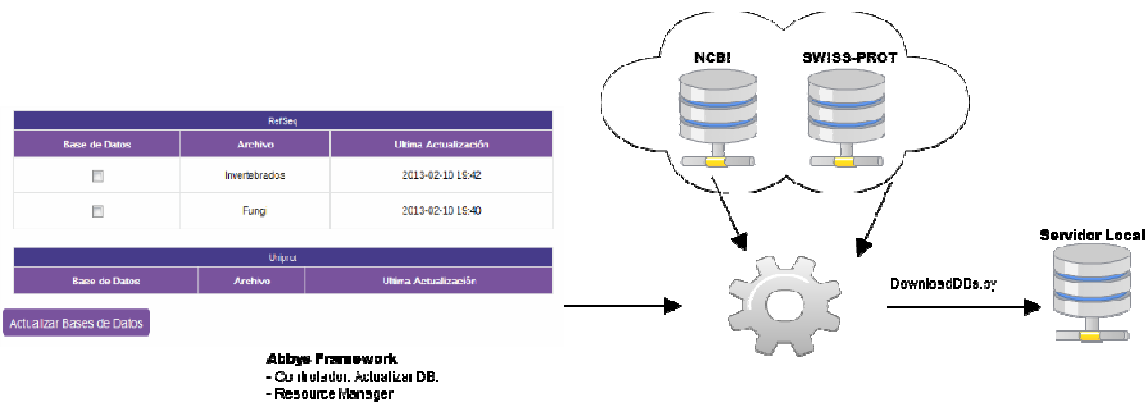 NCBI
SWISS-PROT
RefSeq
Base de Datos Archivo Ultima Actualización
Invertebrados 2013-02-10 19:42
Fungi 2013-02-10 19:40
Uniprot
Base de Datos Archivo Ultima Actualización
Actualizar Bases de Datos
Servidor Local
DownloadDBs.py
Abbys Framework
- Controlador: Actualizar DB.
- Resource Manager